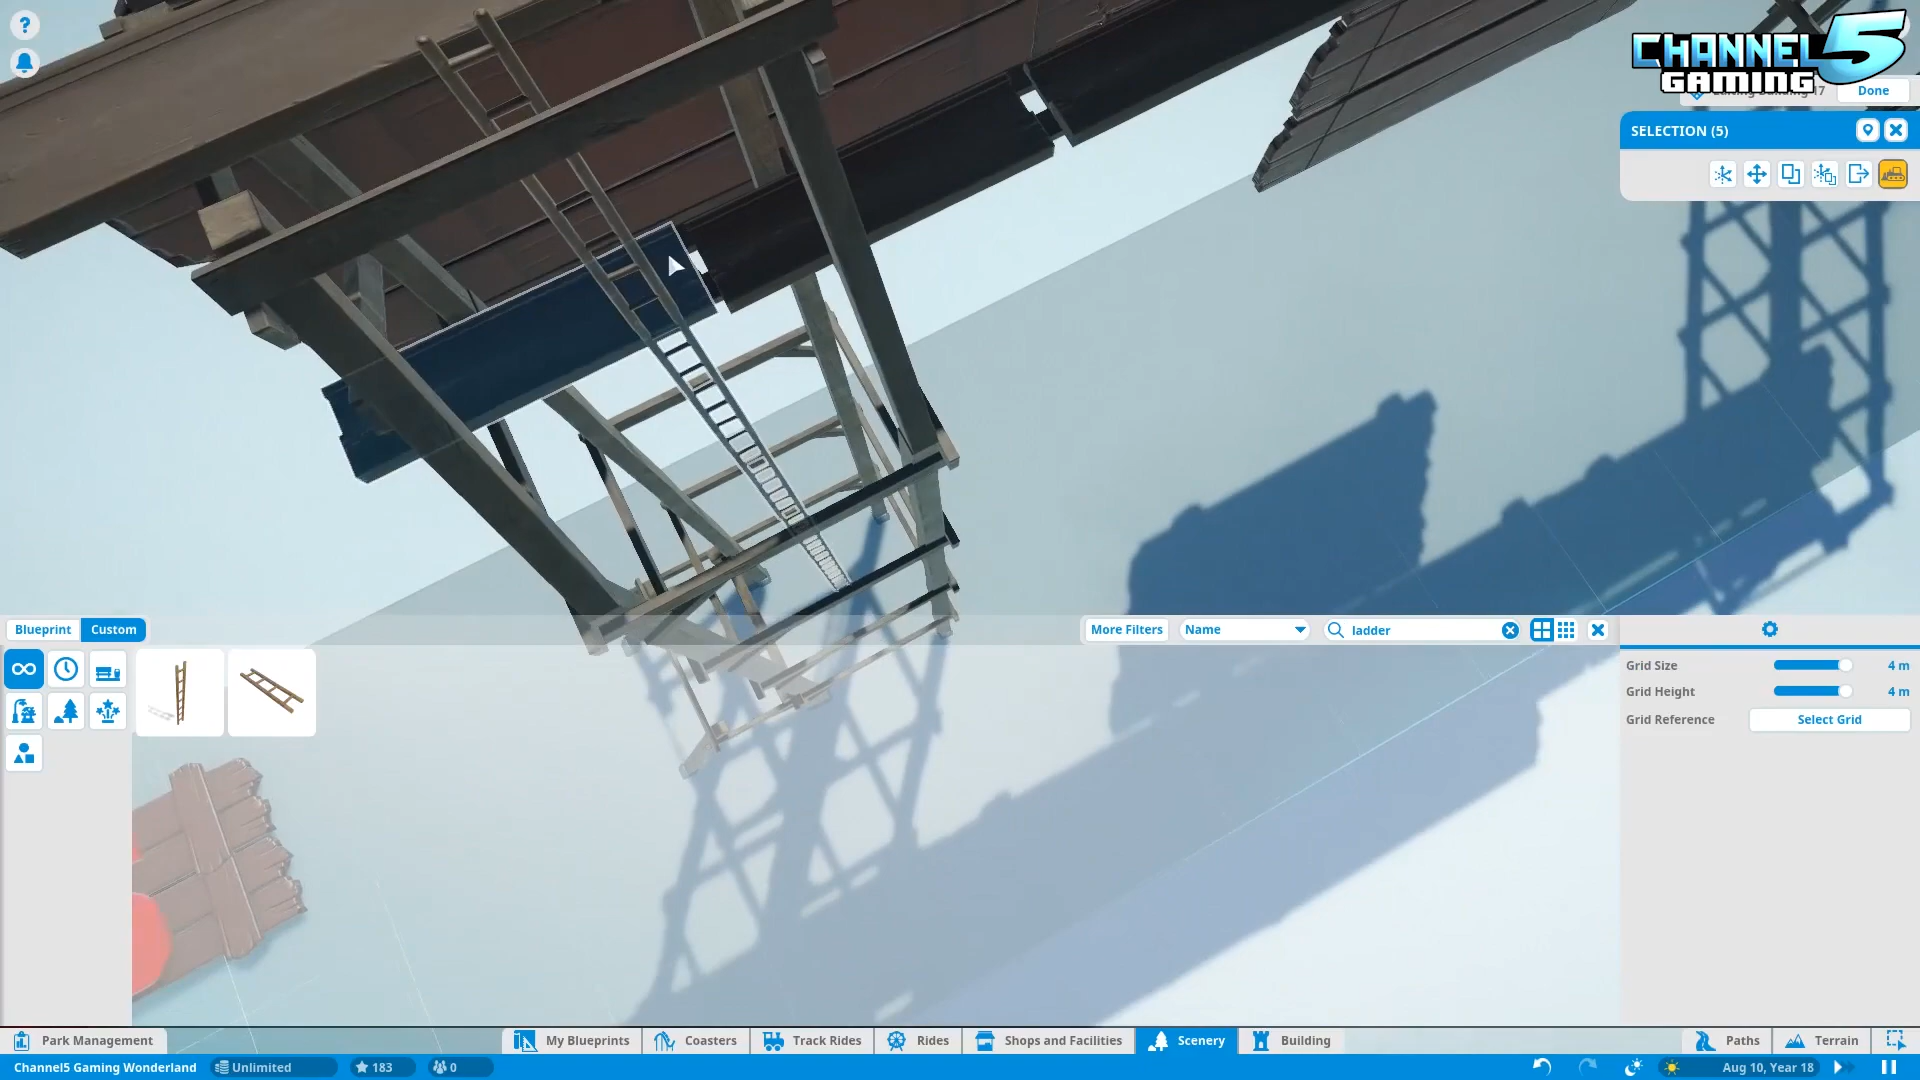 ?
CHANNEL 5
GAMING
Done
SELECTION (5)
Blueprint
Custom
More Filters
Name
ladder
Grid Size
4 m
Grid Height
4 m
Grid Reference
Select Grid
Park Management
My Blueprints
Coasters
Track Rides
Rides
Shops and Facilities
Scenery
Building
Paths
Terrain
Channel5 Gaming Wonderland
Unlimited
183
0
Aug 10, Year 18